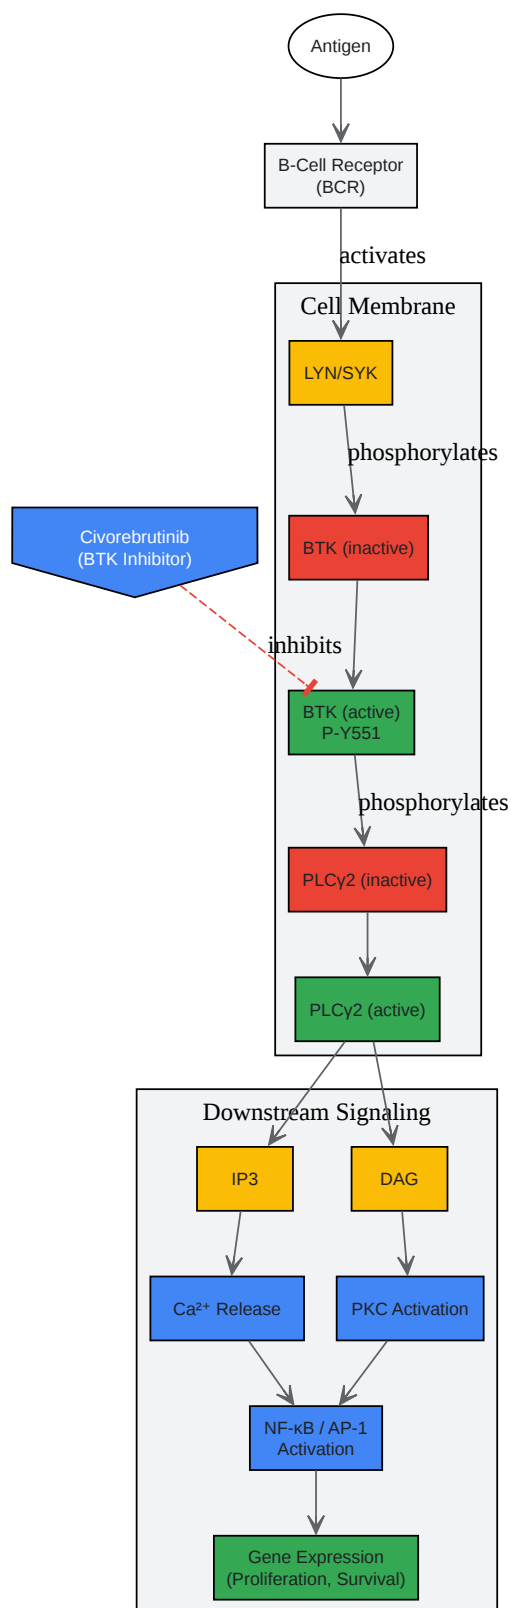 Antigen
B-Cell Receptor
(BCR)
activates
Cell Membrane
LYN/SYK
phosphorylates
BTK (inactive)
Civorebrutinib
(BTK Inhibitor)
inhibits
BTK (active)
P-Y551
phosphorylates
PLCγ2 (inactive)
PLCγ2 (active)
Downstream Signaling
IP3
DAG
Ca²⁺ Release
PKC Activation
NF-κB / AP-1
Activation
Gene Expression
(Proliferation, Survival)